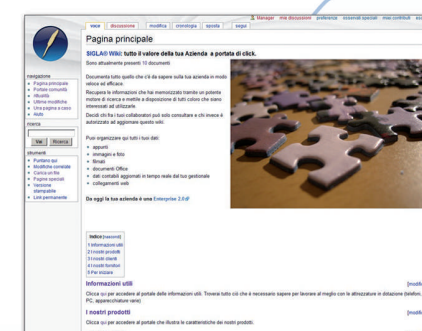 Manager mie discussioni preferenze osservati speciali miei contributi
voce discussione modifica cronologia sposta segui
Pagina principale
SIGLA® Wiki: tutto il valore della tua Azienda a portata di click.
Sono attualmente presenti 10 documenti
Documenta tutto quello che c'è da sapere sulla tua azienda in modo
veloce ed efficace.
Recupera le informazioni che hai memorizzato tramite un potente
motore di ricerca e mettile a disposizione di tutti coloro che siano
interessati ad utilizzarle.
Decidi chi fra i tuoi collaboratori può solo consultare e chi invece è
autorizzato ad aggiornare questo wiki.
Puoi organizzare qui tutti i tuoi dati:
appunti
immagini e foto
filmati
documenti Office
dati contabili aggiornati in tempo reale dal tuo gestionale
collegamenti web
Da oggi la tua azienda è una Enterprise 2.0
navigazione
Pagina principale
Portale comunità
Attualità
Ultime modifiche
Una pagina a caso
Aiuto
ricerca
Vai Ricerca
strumenti
Puntano qui
Modifiche correlate
Carica un file
Pagine speciali
Versione
stampabile
Link permanente
Indice [nascondi]
1 Informazioni utili
2 I nostri prodotti
3 I nostri clienti
4 I nostri fornitori
5 Per iniziare
Informazioni utili
Clicca qui per accedere al portale delle informazioni utili. Troverai tutto ciò che è necessario sapere per lavorare al meglio con le attrezzature in dotazione (telefoni,
PC, apparecchiature varie)
I nostri prodotti
Clicca qui per accedere al portale che illustra le caratteristiche dei nostri prodotti.